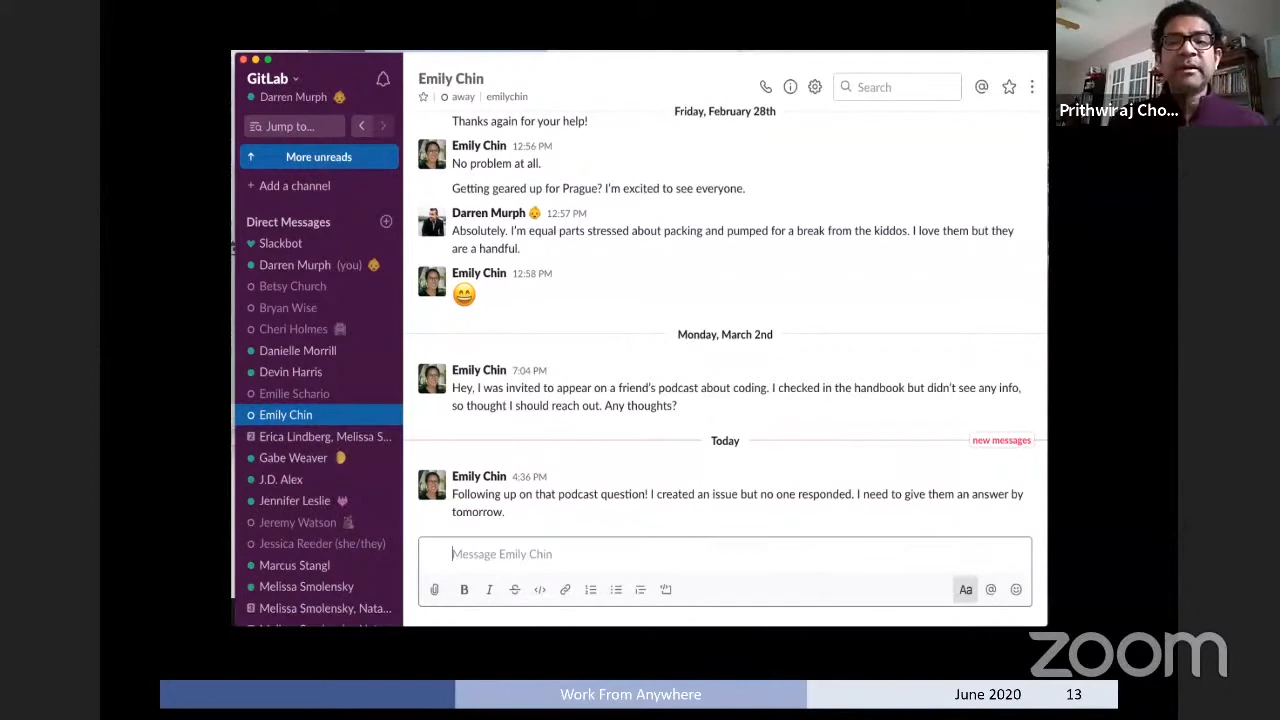 GitLab
Darren Murph
Jump to...
More unreads
+ Add a channel
Direct Messages
Slackbot
Darren Murph (you)
Betsy Church
Bryan Wise
Cheri Holmes
Danielle Morrill
Devin Harris
Emilie Schario
Emily Chin
2 Erica Lindberg, Melissa S...
Gabe Weaver
J.D. Alex
Jennifer Leslie
Jeremy Watson
Jessica Reeder (she/they)
Marcus Stangl
Melissa Smolensky
3 Melissa Smolensky, Nata...
Emily Chin
away | emilychin
Search
Friday, February 28th
Thanks again for your help!
Emily Chin 12:56 PM
No problem at all.
Getting geared up for Prague? I'm excited to see everyone.
Darren Murph 12:57 PM
Absolutely. I'm equal parts stressed about packing and pumped for a break from the kiddos. I love them but they
are a handful.
Emily Chin 12:58 PM
Monday, March 2nd
Emily Chin 7:04 PM
Hey, I was invited to appear on a friend's podcast about coding. I checked in the handbook but didn't see any info,
so thought I should reach out. Any thoughts?
Today
new messages
Emily Chin 4:36 PM
Following up on that podcast question! I created an issue but no one responded. I need to give them an answer by
tomorrow.
Message Emily Chin
B I S Aa @
Prithwiraj Cho...
zoom
Work From Anywhere
June 2020 13